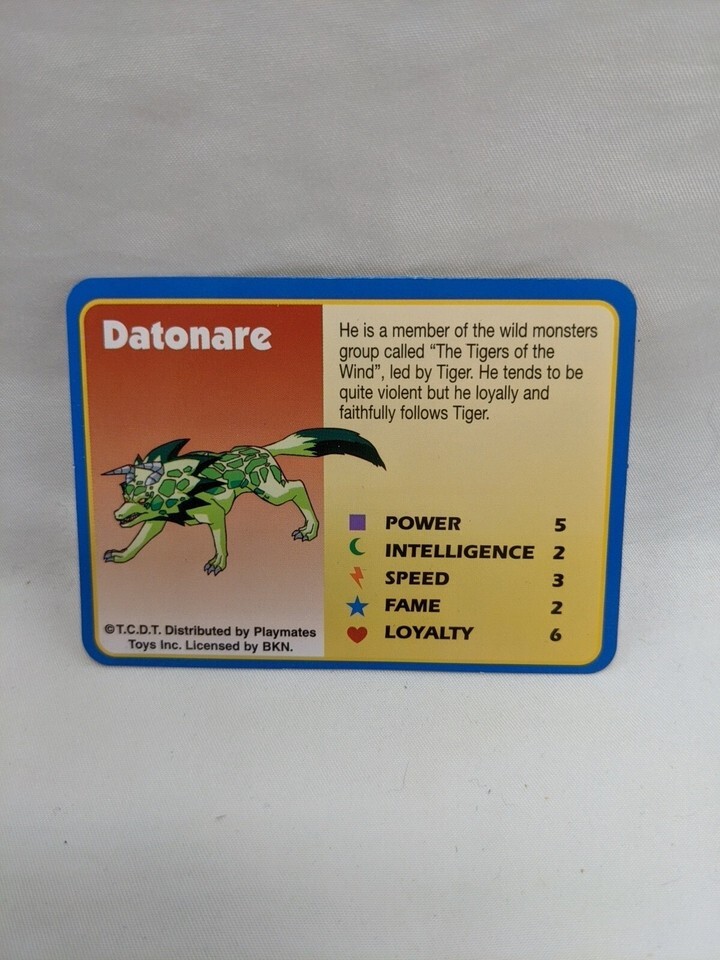 Datonare
He is a member of the wild monsters
group called “The Tigers of the
Wind”, led by Tiger. He tends to be
quite violent but he loyally and
faithfully follows Tiger.
POWER 5
INTELLIGENCE 2
SPEED 3
FAME 2
LOYALTY 6
©T.C.D.T. Distributed by Playmates
Toys Inc. Licensed by BKN.